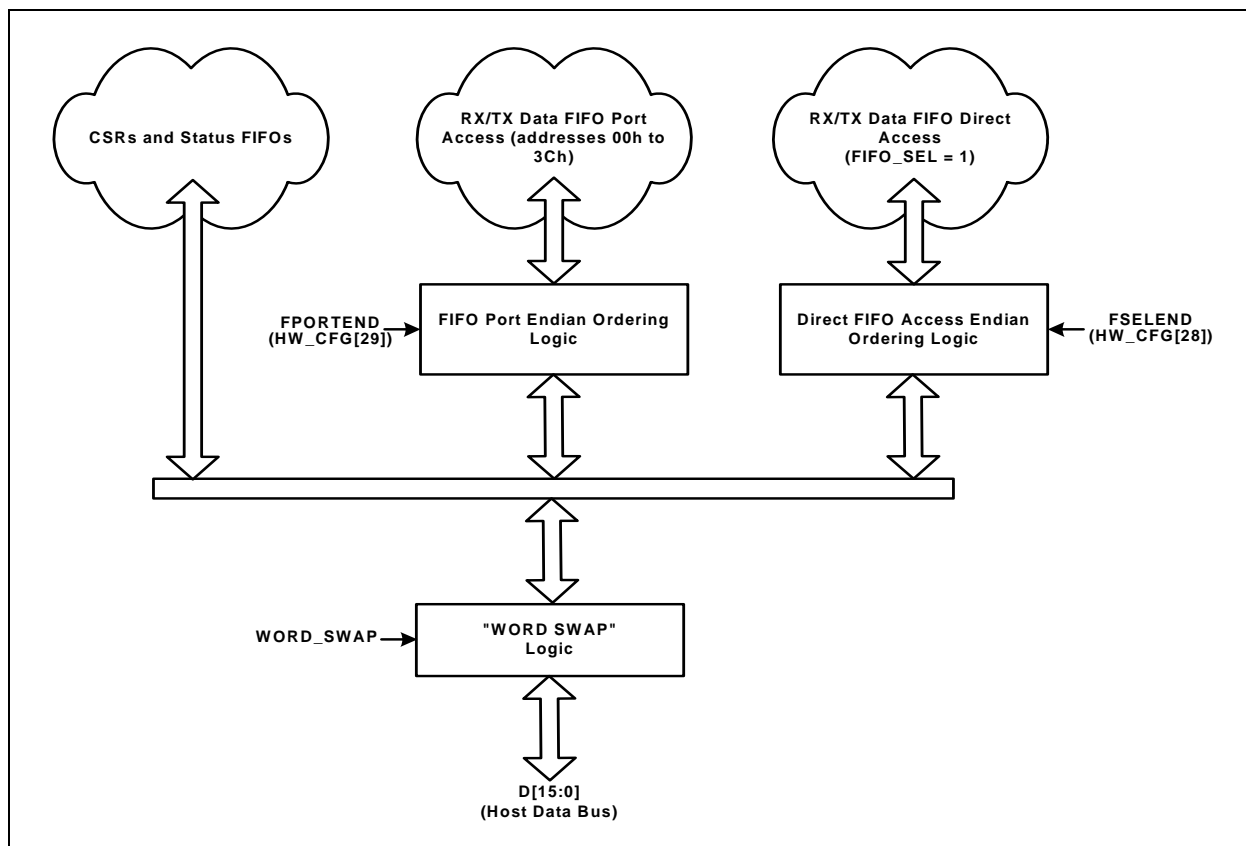 CSRs and Status FIFOs
RX/TX Data FIFO Port
Access (addresses 00h to
3Ch)
RX/TX Data FIFO Direct
Access
(FIFO_SEL = 1)
FPORTEND
(HW_CFG[29])
FIFO Port Endian Ordering
Logic
Direct FIFO Access Endian
Ordering Logic
FSELEND
(HW_CFG[28])
WORD_SWAP
"WORD SWAP"
Logic
D[15:0]
(Host Data Bus)